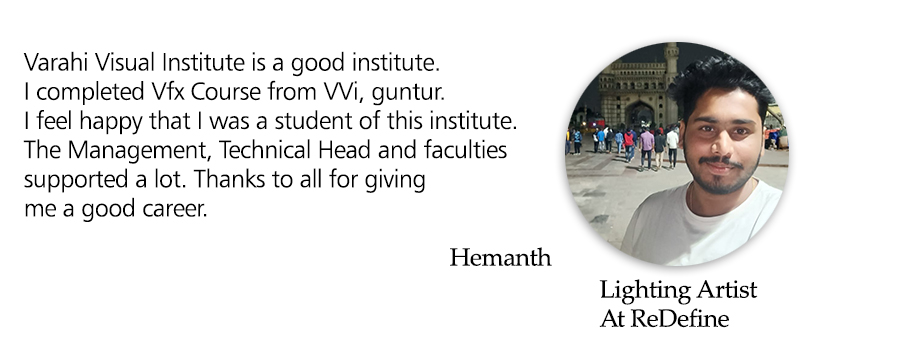 Varahi Visual Institute is a good institute.
I completed Vfx Course from VVi, guntur.
I feel happy that I was a student of this institute.
The Management, Technical Head and faculties
supported a lot. Thanks to all for giving
me a good career.
Hemanth
Lighting Artist
At ReDefine